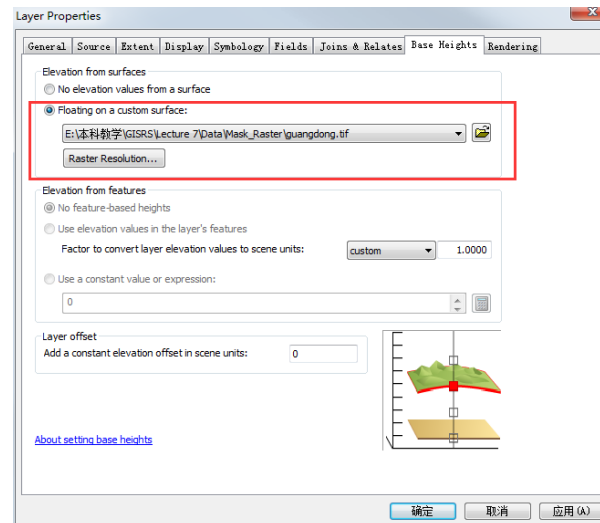 Layer Properties
General Source Extent Display Symbology Fields Joins & Relates Base Heights Rendering
Elevation from surfaces
No elevation values from a surface
Floating on a custom surface:
E:\本科教学\GISRS\Lecture 7\Data\Mask_Raster\guangdong.tif
Raster Resolution...
Elevation from features
No feature-based heights
Use elevation values in the layer's features
Factor to convert layer elevation values to scene units: custom 1.0000
Use a constant value or expression:
0
Layer offset
Add a constant elevation offset in scene units: 0
About setting base heights
确定 取消 应用(A)